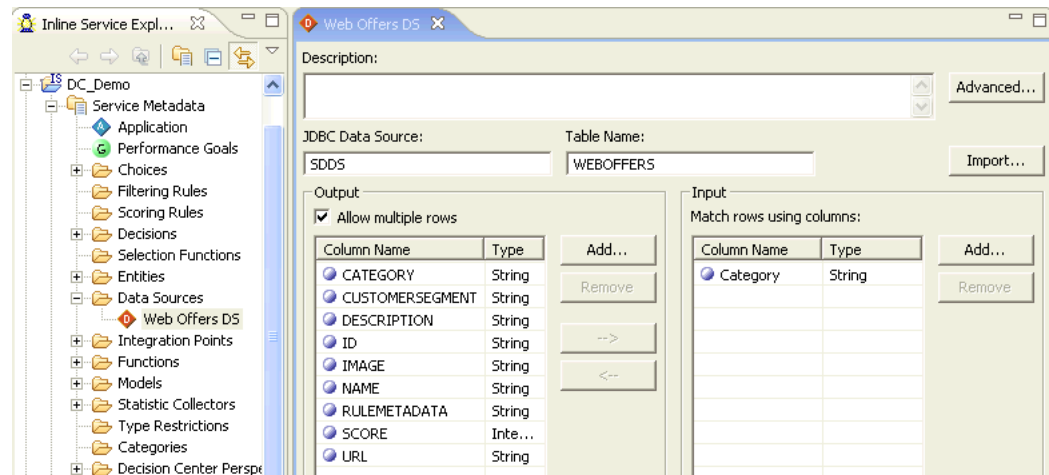 Inline Service Expl...
DC_Demo
Service Metadata
Application
Performance Goals
Choices
Filtering Rules
Scoring Rules
Decisions
Selection Functions
Entities
Data Sources
Web Offers DS
Integration Points
Functions
Models
Statistic Collectors
Type Restrictions
Categories
Decision Center Perspe
Web Offers DS
Description:
Advanced...
JDBC Data Source: Table Name:
SDDS WEBOFFERS Import...
Output
Allow multiple rows
Column Name Type
CATEGORY String
CUSTOMERSEGMENT String
DESCRIPTION String
ID String
IMAGE String
NAME String
RULEMETADATA String
SCORE Inte...
URL String
Add...
Remove
-->
<--
Input
Match rows using columns:
Column Name Type
Category String
Add...
Remove